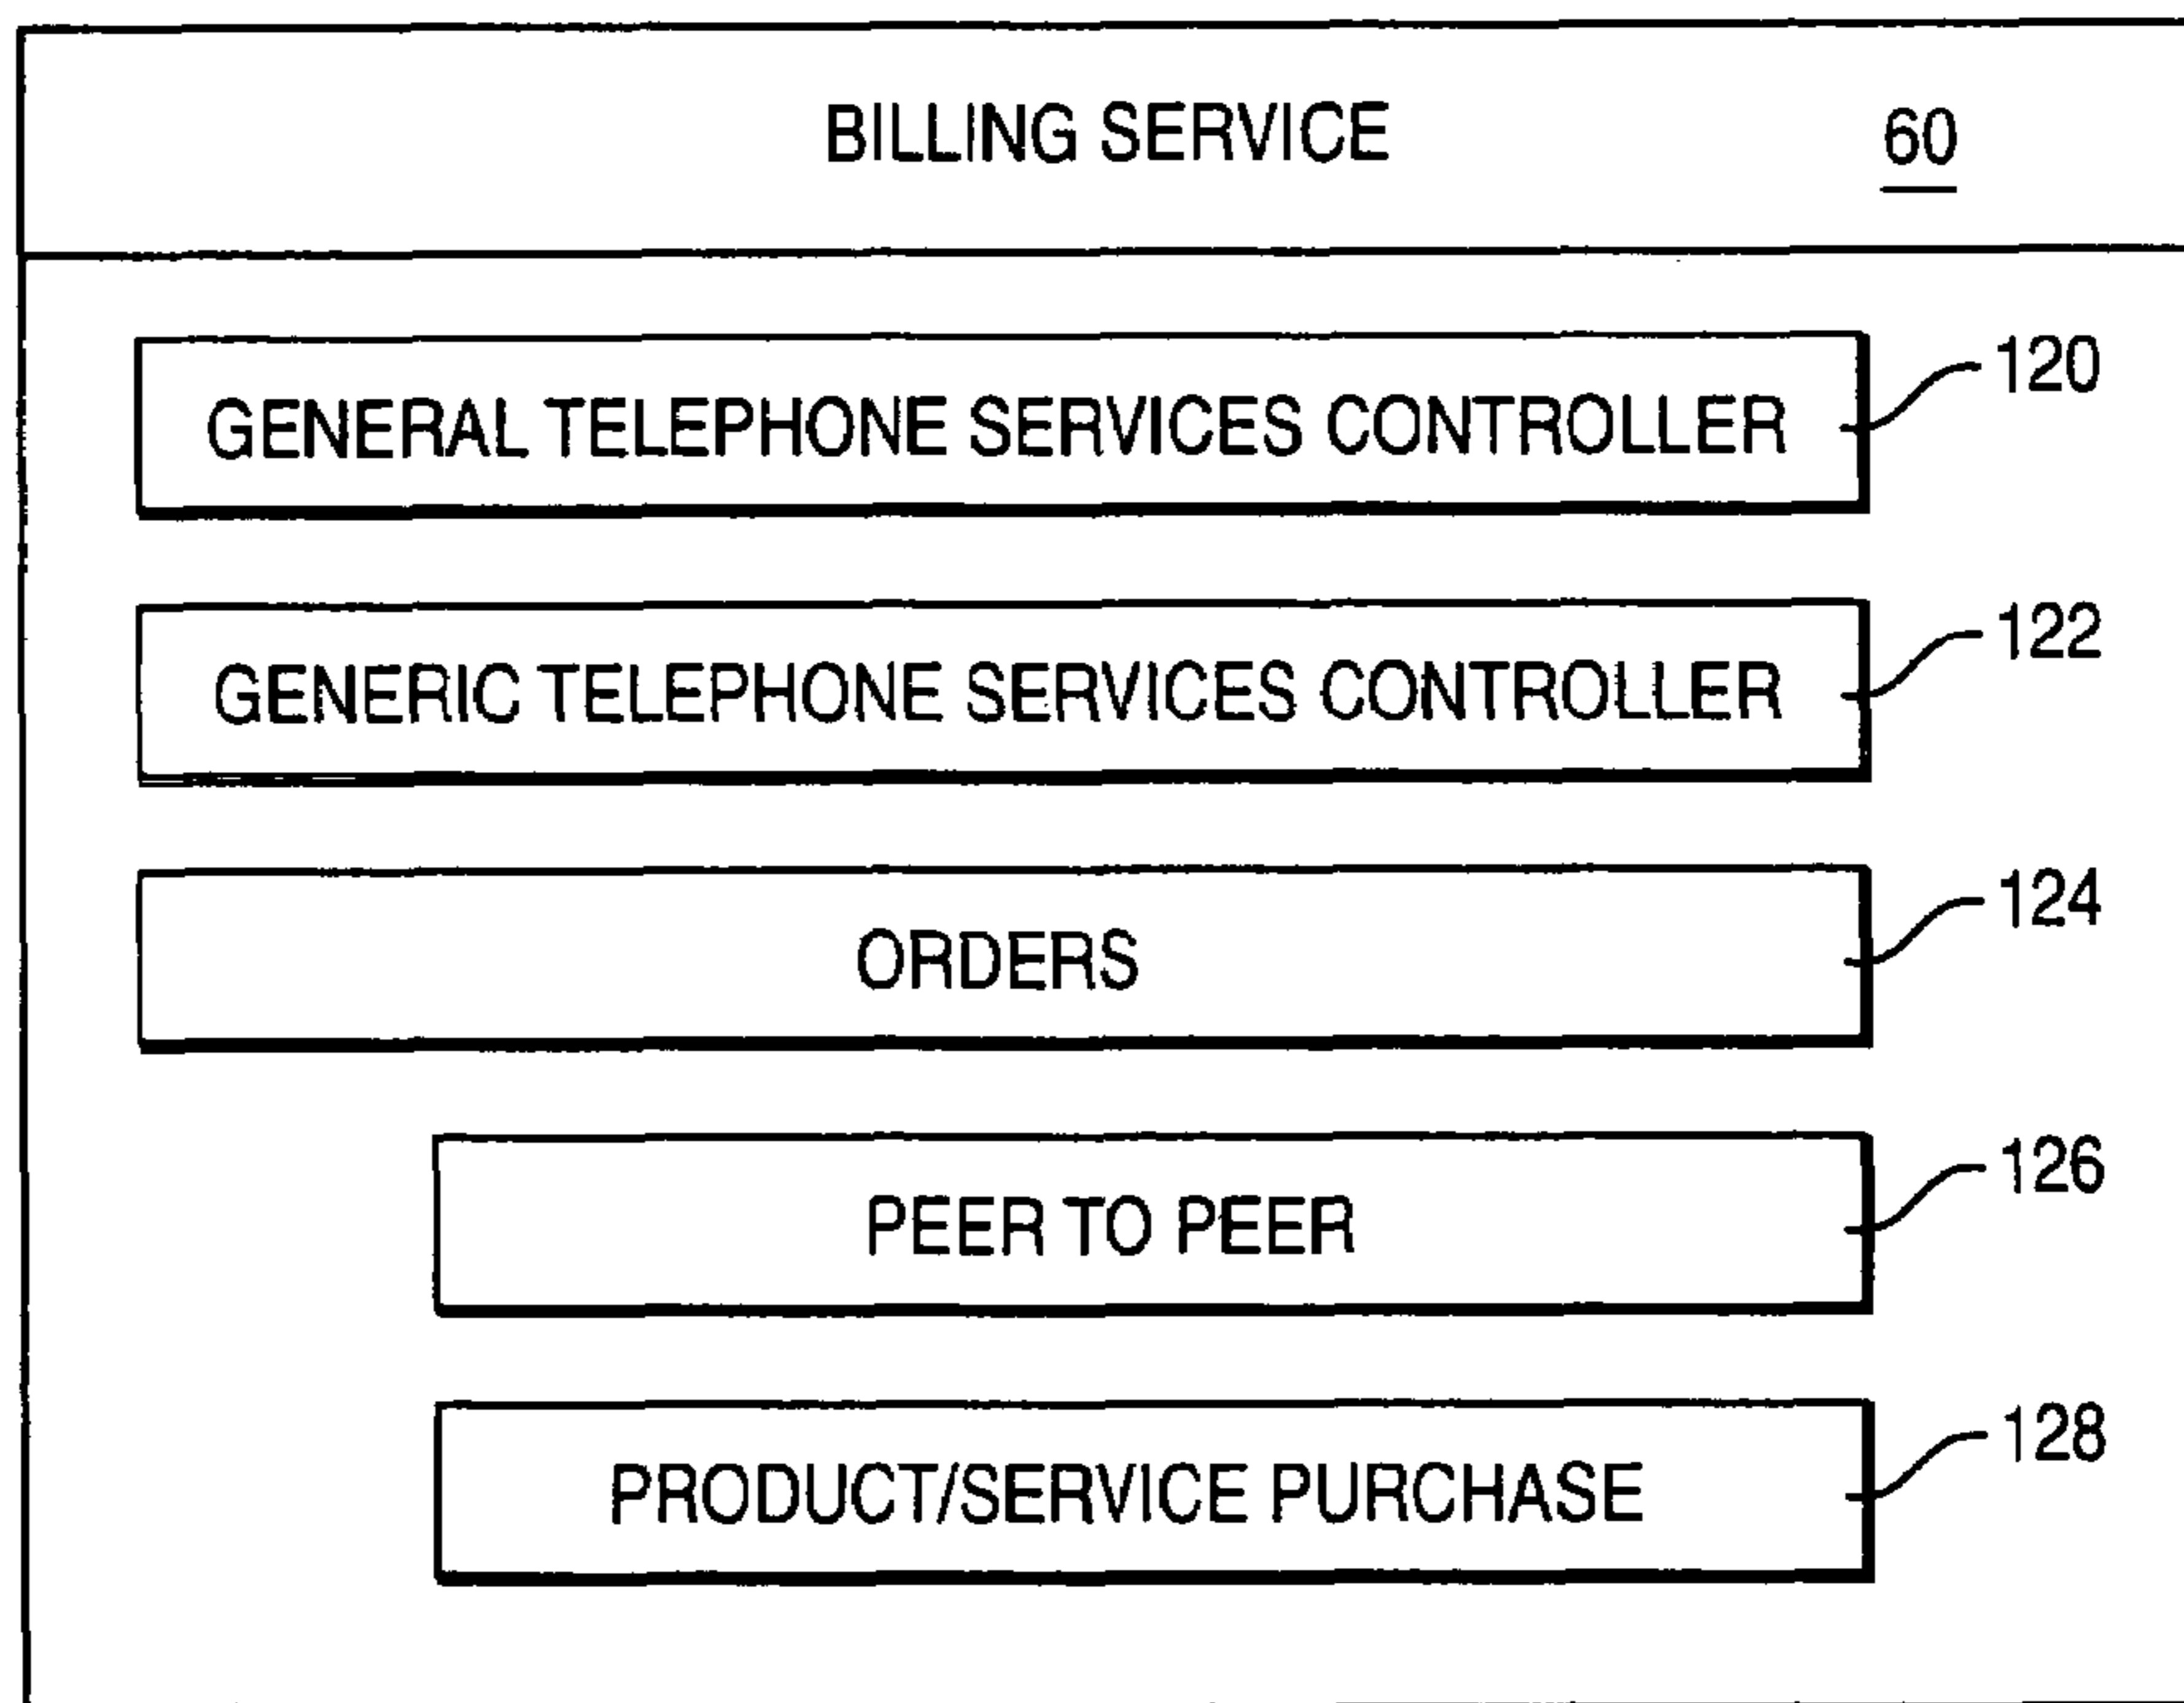 BILLING SERVICE 60
GENERAL TELEPHONE SERVICES CONTROLLER 120
GENERIC TELEPHONE SERVICES CONTROLLER 122
ORDERS 124
PEER TO PEER 126
PRODUCT/SERVICE PURCHASE 128